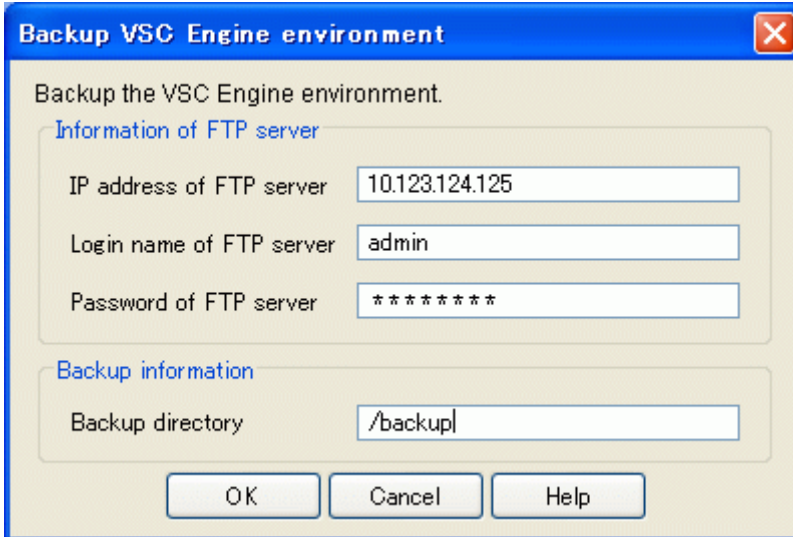 Backup VSC Engine environment
Backup the VSC Engine environment.
Information of FTP server
IP address of FTP server 10.123.124.125
Login name of FTP server admin
Password of FTP server ********
Backup information
Backup directory /backup
OK Cancel Help